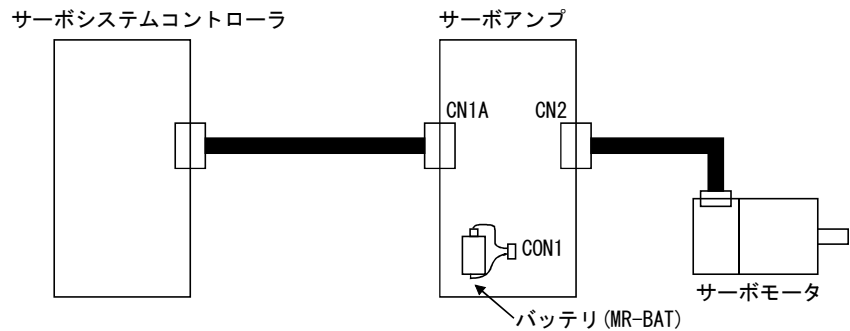 サーボシステムコントローラ
サーボアンプ
CN1A
CN2
CON1
サーボモータ
バッテリ(MR-BAT)